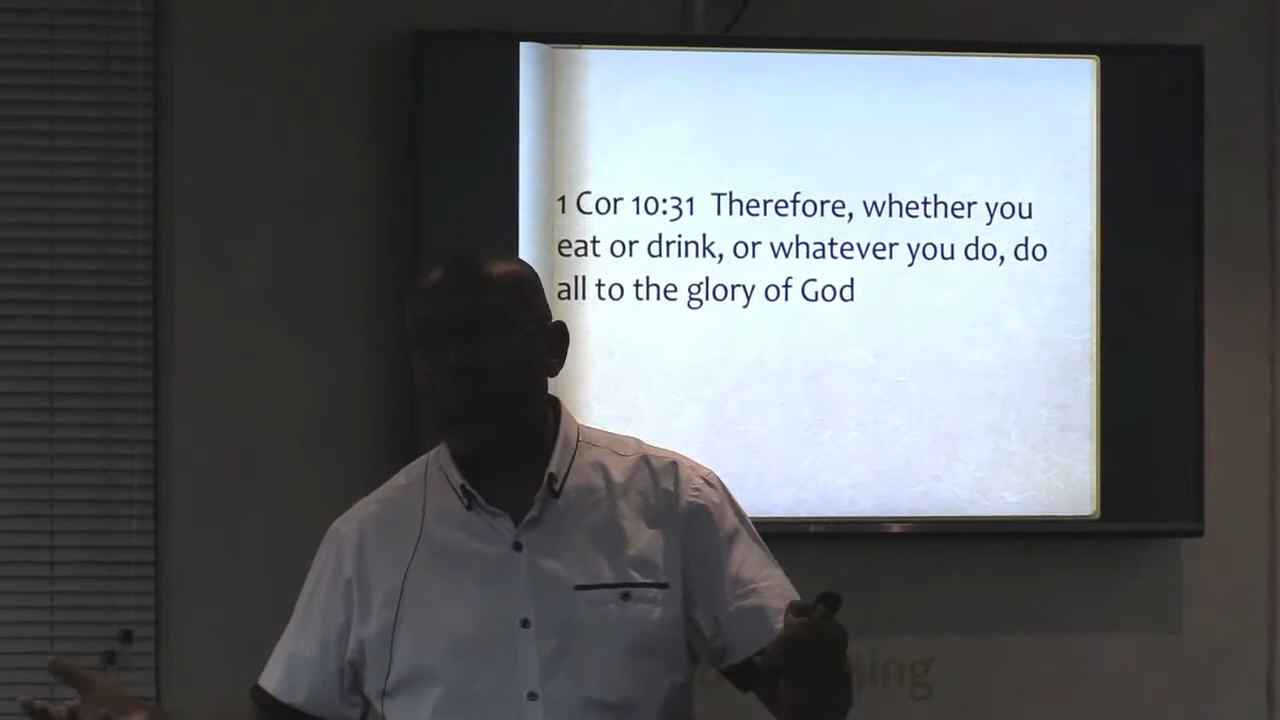 1 Cor 10:31 Therefore, whether you
eat or drink, or whatever you do, do
all to the glory of God